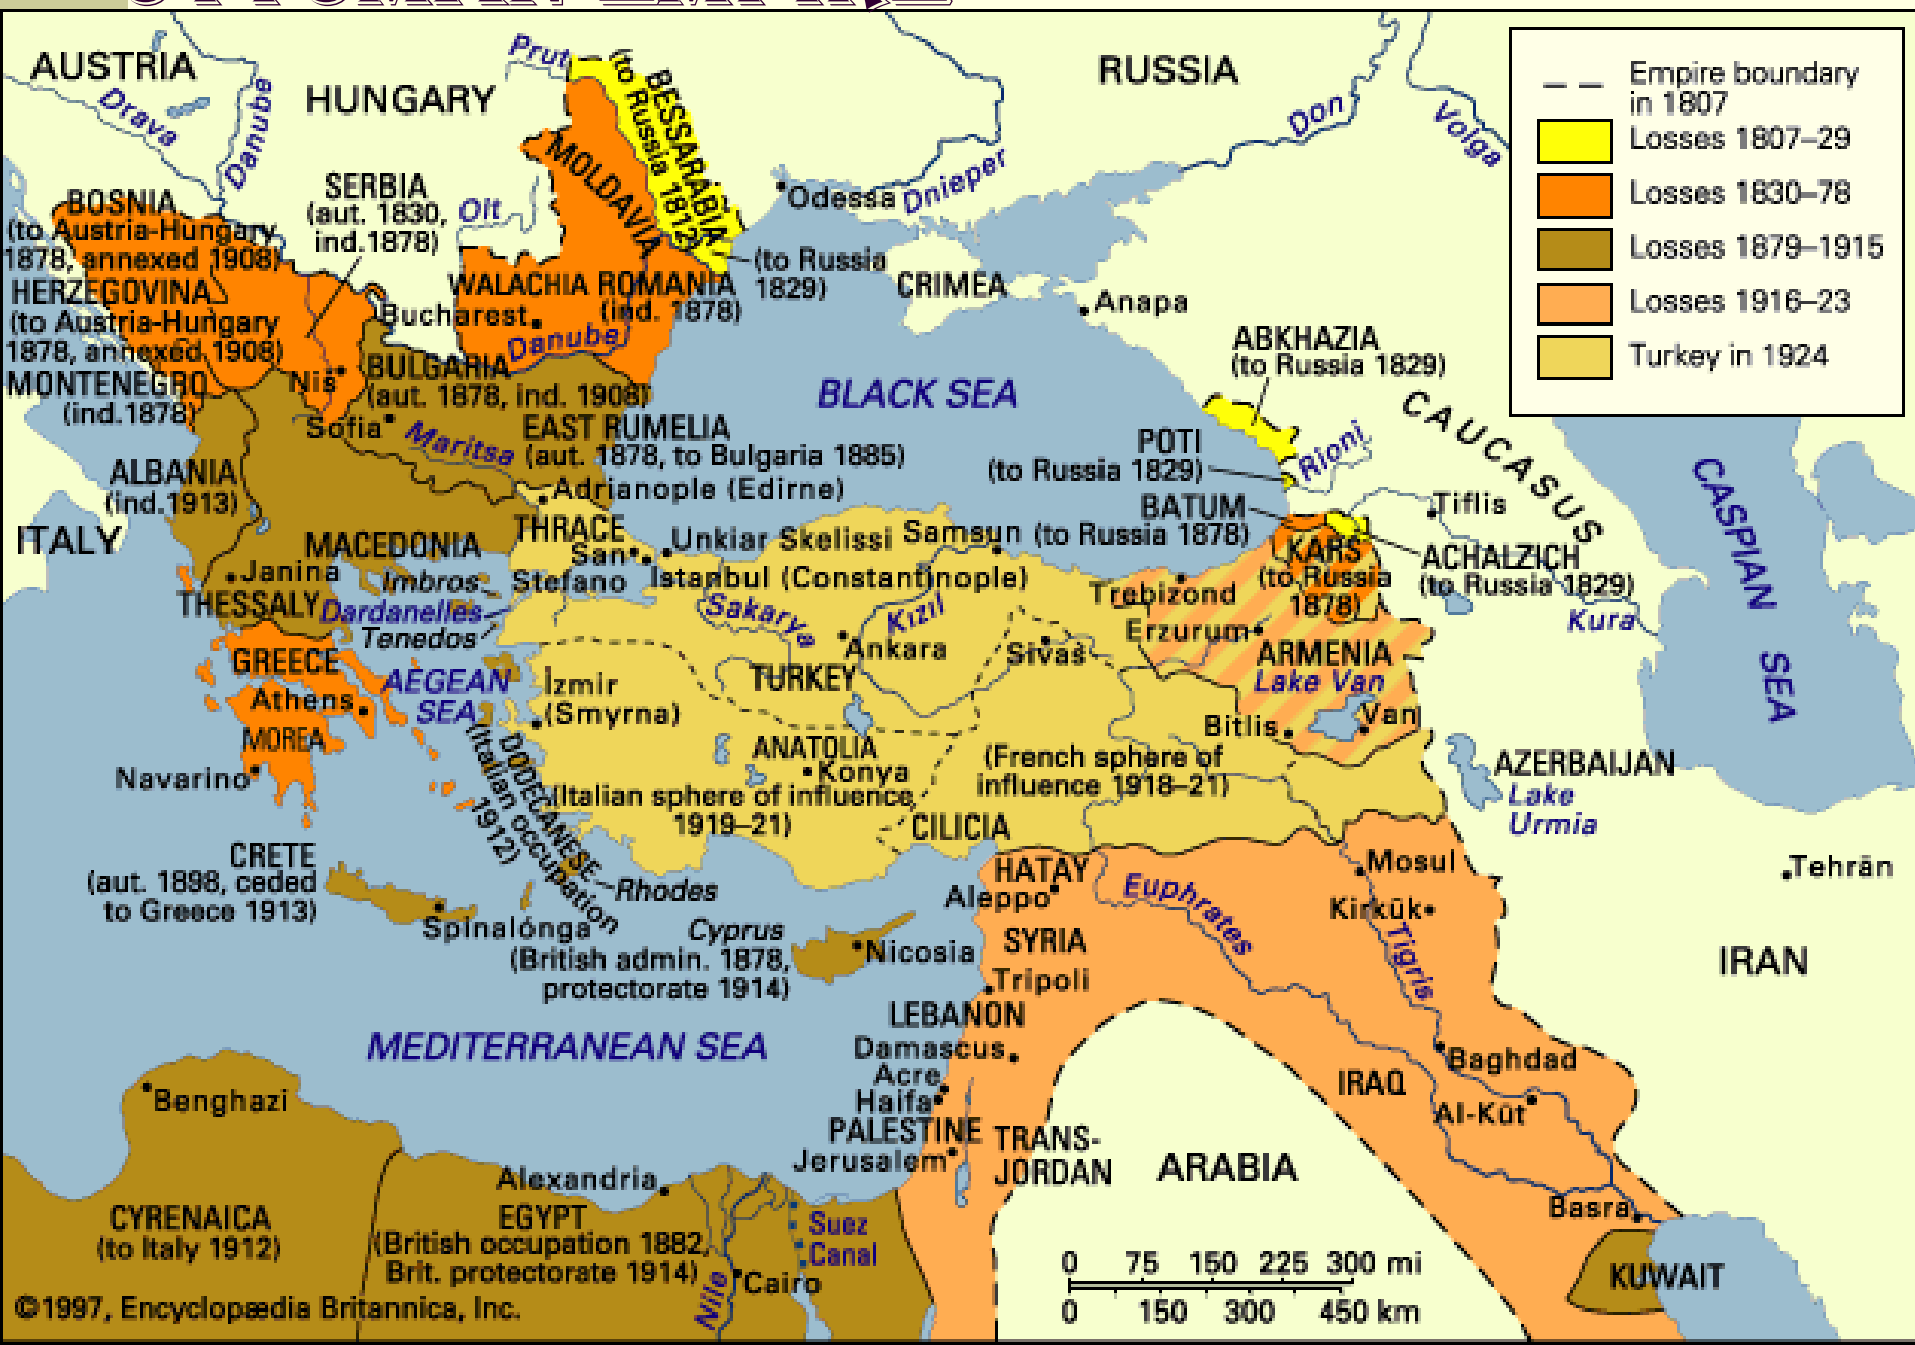 OTTOMAN EMPIRE
AUSTRIA
Drava
Danube
HUNGARY
Prut
BESSARABIA
(to Russia 1812)
RUSSIA
Don
Volga
Empire boundary
in 1807
Losses 1807–29
Losses 1830–78
Losses 1879–1915
Losses 1916–23
Turkey in 1924
BOSNIA
(to Austria-Hungary
1878, annexed 1908)
HERZEGOVINA
(to Austria-Hungary
1878, annexed 1908)
MONTENEGRO
(ind.1878)
SERBIA
(aut. 1830,
ind.1878)
Olt
MOLDAVIA
WALACHIA
ROMANIA
(ind. 1878)
(to Russia
1829)
Odessa
Dnieper
CRIMEA
Anapa
Bucharest
Danube
Niš
BULGARIA
(aut. 1878, ind. 1908)
Sofia
Maritsa
EAST RUMELIA
(aut. 1878, to Bulgaria 1885)
BLACK SEA
ABKHAZIA
(to Russia 1829)
CAUCASUS
POTI
(to Russia 1829)
Rioni
BATUM
(to Russia 1878)
Tiflis
KARS
(to Russia
1878)
ACHALZICH
(to Russia 1829)
Kura
CASPIAN SEA
ALBANIA
(ind.1913)
ITALY
Adrianople (Edirne)
THRACE
San
Stefano
Unkiar Skelissi
Samsun
Istanbul (Constantinople)
MACEDONIA
Janina
Imbros
THESSALY
Dardanelles
Tenedos
GREECE
Athens
MOREA
Navarino
AEGEAN
SEA
Sakarya
Kizil
Ankara
Sivas
Trebizond
Erzurum
ARMENIA
Lake Van
Van
Bitlis
TURKEY
İzmir
(Smyrna)
ANATOLIA
Konya
(Italian sphere of influence
1919–21)
(French sphere of
influence 1918–21)
CILICIA
DODECANESE
(Italian occupation
1912)
AZERBAIJAN
Lake
Urmia
CRETE
(aut. 1898, ceded
to Greece 1913)
Spinalónga
Rhodes
Cyprus
(British admin. 1878,
protectorate 1914)
Nicosia
HATAY
Aleppo
Euphrates
Mosul
Kirkūk
Tigris
Tehrān
IRAN
SYRIA
Tripoli
LEBANON
Damascus
Acre
Haifa
PALESTINE
Jerusalem
TRANS-
JORDAN
ARABIA
IRAQ
Baghdad
Al-Kūt
Basra
KUWAIT
MEDITERRANEAN SEA
Benghazi
CYRENAICA
(to Italy 1912)
Alexandria
EGYPT
(British occupation 1882,
Brit. protectorate 1914)
Nile
Cairo
Suez
Canal
0 75 150 225 300 mi
0 150 300 450 km
©1997, Encyclopædia Britannica, Inc.